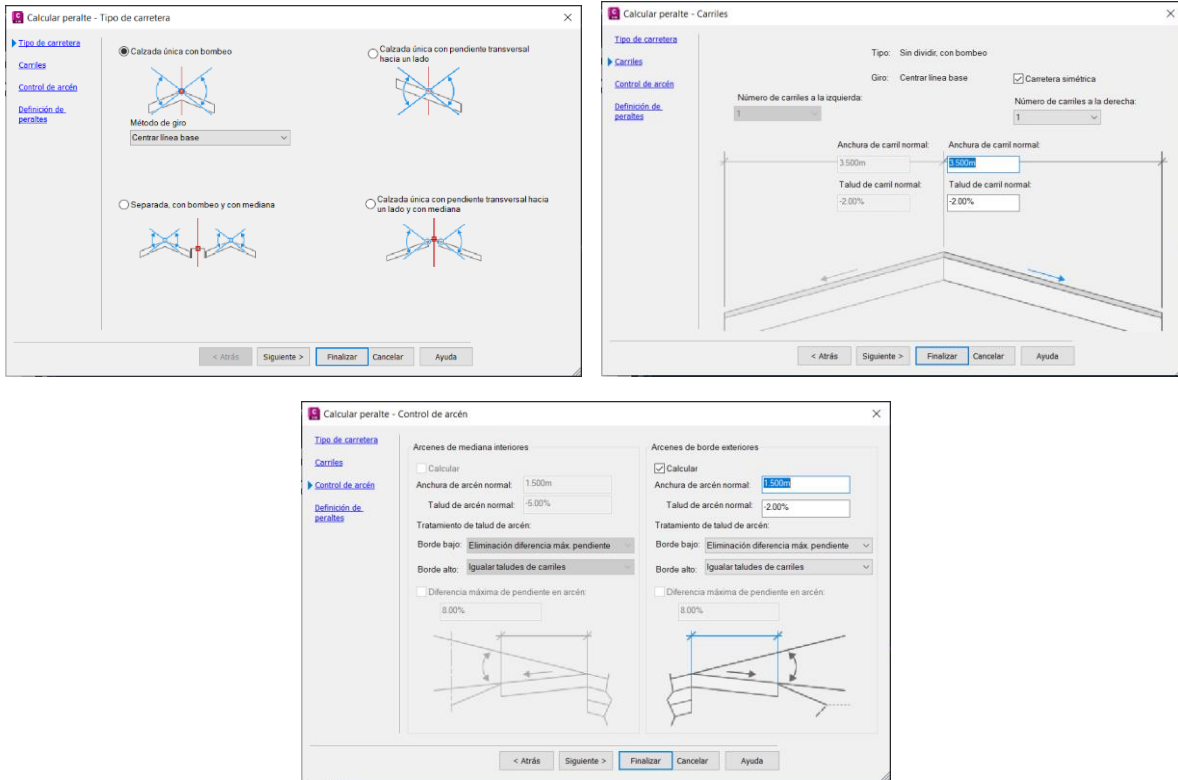 Calcular peralte - Tipo de carretera
Tipo de carretera
Carriles
Control de arcén
Definición de
peraltes
Calzada única con bombeo
Calzada única con pendiente transversal
hacia un lado
Método de giro
Centrar línea base
Separada, con bombeo y con mediana
Calzada única con pendiente transversal hacia
un lado y con mediana
< Atrás
Siguiente >
Finalizar
Cancelar
Ayuda
Calcular peralte - Carriles
Tipo de carretera
Carriles
Control de arcén
Definición de
peraltes
Tipo: Sin dividir, con bombeo
Giro: Centrar línea base
Carretera simétrica
Número de carriles a la izquierda:
1
Número de carriles a la derecha:
1
Anchura de carril normal:
3.500m
Talud de carril normal:
-2.00%
Anchura de carril normal:
3.500m
Talud de carril normal:
-2.00%
< Atrás
Siguiente >
Finalizar
Cancelar
Ayuda
Calcular peralte - Control de arcén
Tipo de carretera
Carriles
Control de arcén
Definición de
peraltes
Arcenes de mediana interiores
Calcular
Anchura de arcén normal: 1.500m
Talud de arcén normal: -5.00%
Tratamiento de talud de arcén:
Borde bajo: Eliminación diferencia máx. pendiente
Borde alto: Igualar taludes de carriles
Diferencia máxima de pendiente en arcén:
8.00%
Arcenes de borde exteriores
Calcular
Anchura de arcén normal: 1.500m
Talud de arcén normal: -2.00%
Tratamiento de talud de arcén:
Borde bajo: Eliminación diferencia máx. pendiente
Borde alto: Igualar taludes de carriles
Diferencia máxima de pendiente en arcén:
8.00%
< Atrás
Siguiente >
Finalizar
Cancelar
Ayuda